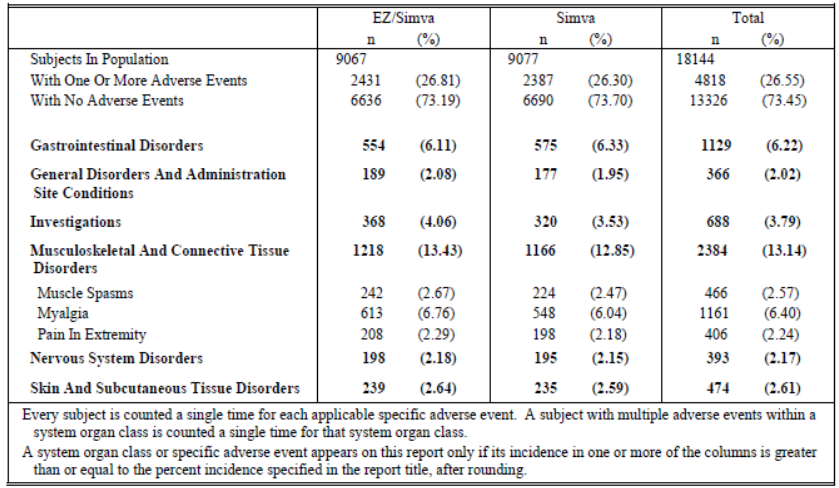 EZ/Simva Simva Total
n (%) n (%) n (%)
Subjects In Population 9067 9077 18144
With One Or More Adverse Events 2431 (26.81) 2387 (26.30) 4818 (26.55)
With No Adverse Events 6636 (73.19) 6690 (73.70) 13326 (73.45)
Gastrointestinal Disorders 554 (6.11) 575 (6.33) 1129 (6.22)
General Disorders And Administration
Site Conditions 189 (2.08) 177 (1.95) 366 (2.02)
Investigations 368 (4.06) 320 (3.53) 688 (3.79)
Musculoskeletal And Connective Tissue
Disorders 1218 (13.43) 1166 (12.85) 2384 (13.14)
Muscle Spasms 242 (2.67) 224 (2.47) 466 (2.57)
Myalgia 613 (6.76) 548 (6.04) 1161 (6.40)
Pain In Extremity 208 (2.29) 198 (2.18) 406 (2.24)
Nervous System Disorders 198 (2.18) 195 (2.15) 393 (2.17)
Skin And Subcutaneous Tissue Disorders 239 (2.64) 235 (2.59) 474 (2.61)
Every subject is counted a single time for each applicable specific adverse event. A subject with multiple adverse events within a
system organ class is counted a single time for that system organ class.
A system organ class or specific adverse event appears on this report only if its incidence in one or more of the columns is greater
than or equal to the percent incidence specified in the report title, after rounding.